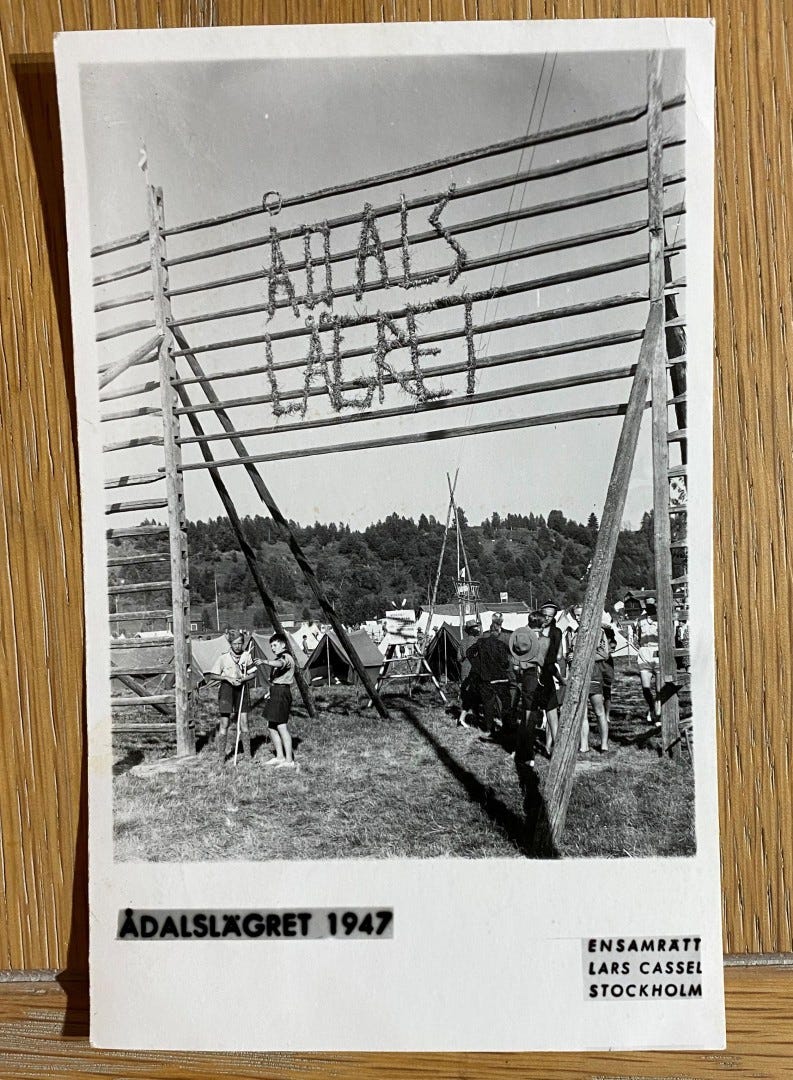 ÅDALS
LÄGRET
ÅDALSLÄGRET 1947
ENSAMRÄTT
LARS CASSEL
STOCKHOLM